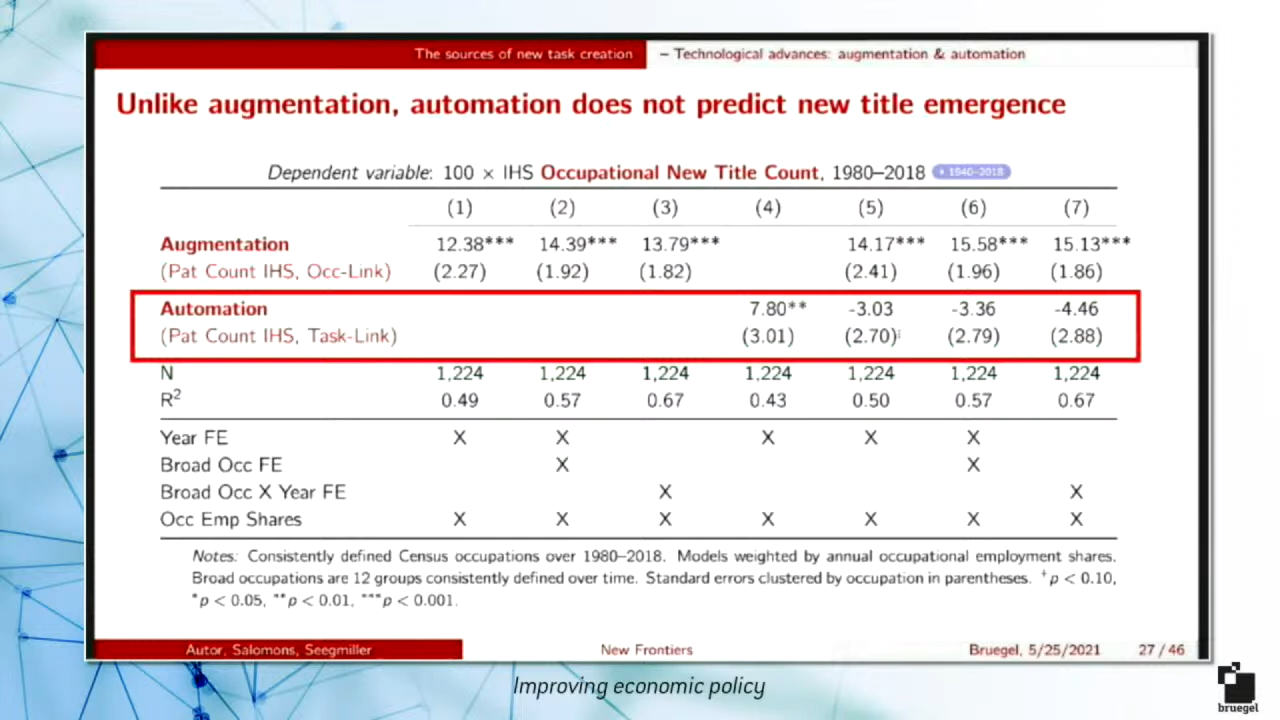 The sources of new task creation – Technological advances: augmentation & automation
Unlike augmentation, automation does not predict new title emergence
Dependent variable: 100 × IHS Occupational New Title Count, 1980–2018 1940–2018
(1) (2) (3) (4) (5) (6) (7)
Augmentation 12.38*** 14.39*** 13.79*** 14.17*** 15.58*** 15.13***
(Pat Count IHS, Occ-Link) (2.27) (1.92) (1.82) (2.41) (1.96) (1.86)
Automation 7.80** -3.03 -3.36 -4.46
(Pat Count IHS, Task-Link) (3.01) (2.70) (2.79) (2.88)
N 1,224 1,224 1,224 1,224 1,224 1,224 1,224
R² 0.49 0.57 0.67 0.43 0.50 0.57 0.67
Year FE X X X X X
Broad Occ FE X X
Broad Occ X Year FE X X
Occ Emp Shares X X X X X X X
Notes: Consistently defined Census occupations over 1980–2018. Models weighted by annual occupational employment shares.
Broad occupations are 12 groups consistently defined over time. Standard errors clustered by occupation in parentheses. +p < 0.10,
*p < 0.05, **p < 0.01, ***p < 0.001.
Autor, Salomons, Seegmiller New Frontiers Bruegel, 5/25/2021 27 / 46
Improving economic policy
bruegel